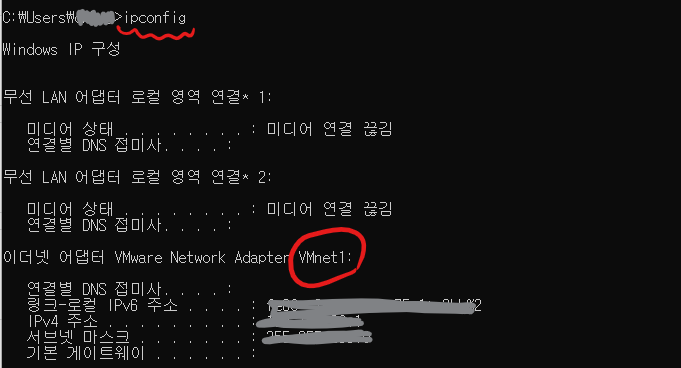 C:\Users\>ipconfig
Windows IP 구성
무선 LAN 어댑터 로컬 영역 연결* 1:
미디어 상태 . . . . . . . . : 미디어 연결 끊김
연결별 DNS 접미사. . . . :
무선 LAN 어댑터 로컬 영역 연결* 2:
미디어 상태 . . . . . . . . : 미디어 연결 끊김
연결별 DNS 접미사. . . . :
이더넷 어댑터 VMware Network Adapter VMnet1:
연결별 DNS 접미사. . . . :
링크-로컬 IPv6 주소 . . . . :
IPv4 주소 . . . . . . . . . :
서브넷 마스크 . . . . . . . :
기본 게이트웨이 . . . . . . :